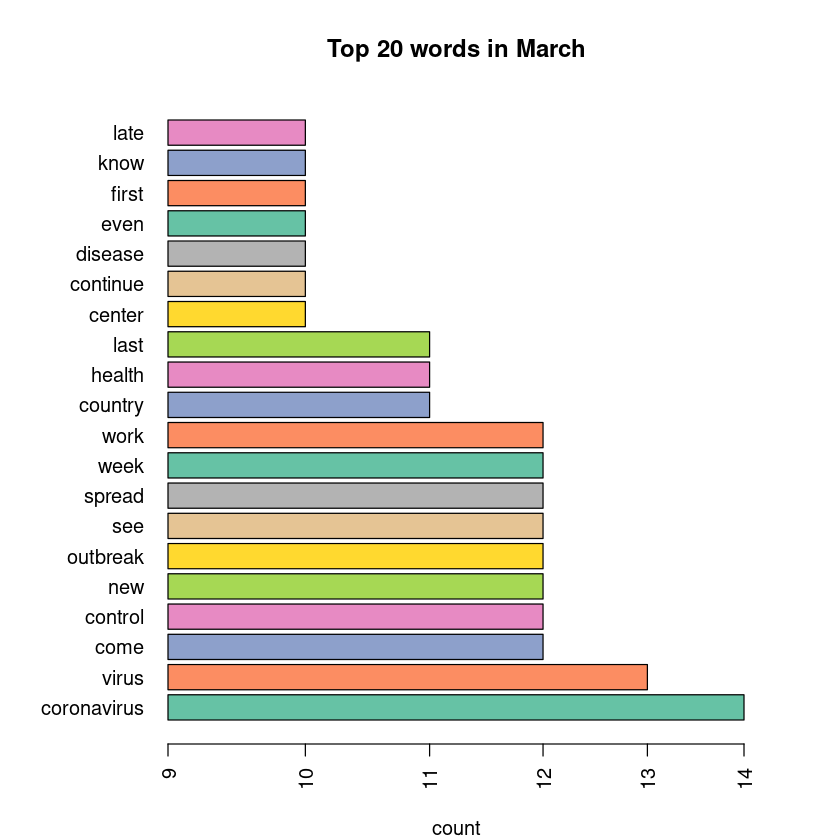 Top 20 words in March
late
know
first
even
disease
continue
center
last
health
country
work
week
spread
see
outbreak
new
control
come
virus
coronavirus
9 10 11 12 13 14
count